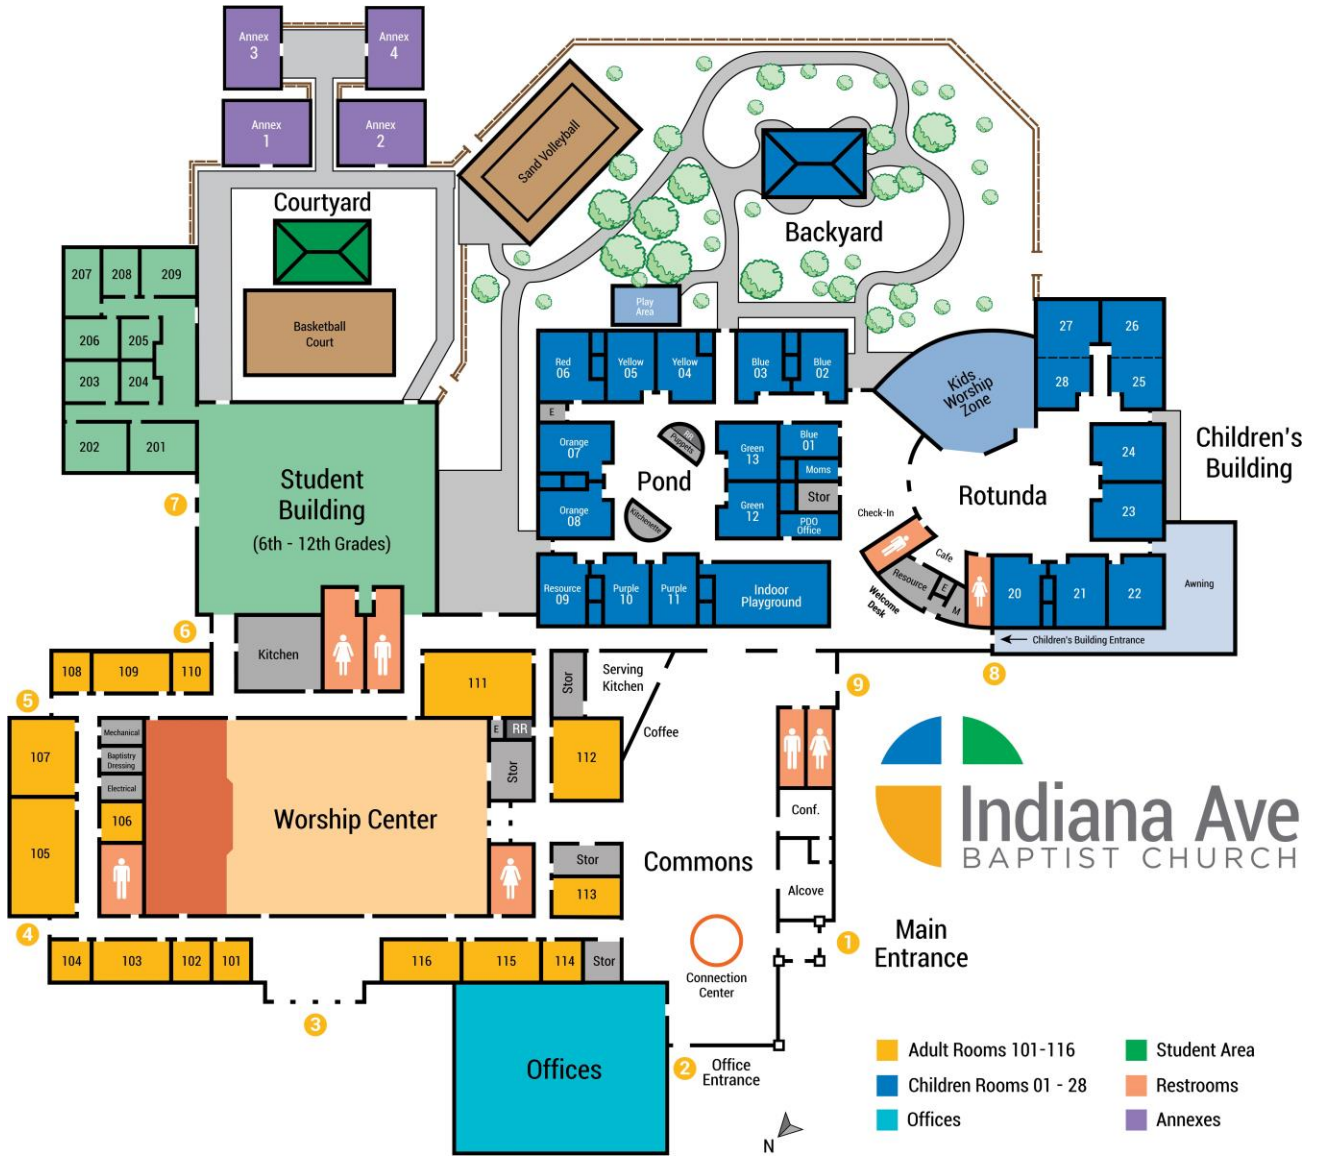 Annex
3
Annex
4
Annex
1
Annex
2
Sand Volleyball
Courtyard
Backyard
Basketball
Court
Play
Area
207
208
209
206
205
203
204
202
201
Student
Building
(6th - 12th Grades)
7
Red
06
Yellow
05
Yellow
04
Blue
03
Blue
02
E
Orange
07
Orange
08
RR
Puppets
Pond
Kitchenette
Green
13
Green
12
Blue
01
Moms
Stor
PDO
Office
Resource
09
Purple
10
Purple
11
Indoor
Playground
Kids
Worship
Zone
27
26
28
25
24
23
Children's
Building
Rotunda
Check-In
Cafe
Resource
E
M
Welcome
Desk
20
21
22
Awning
Children's Building Entrance
8
6
Kitchen
108
109
110
5
111
Stor
Serving
Kitchen
Coffee
9
107
105
Mechanical
Baptistry
Dressing
Electrical
106
Worship Center
E
RR
Stor
112
Stor
113
Commons
Conf.
Alcove
Indiana Ave
BAPTIST CHURCH
4
104
103
102
101
3
116
115
114
Stor
Connection
Center
1
Main
Entrance
Offices
2
Office
Entrance
N
Adult Rooms 101-116
Children Rooms 01 - 28
Offices
Student Area
Restrooms
Annexes